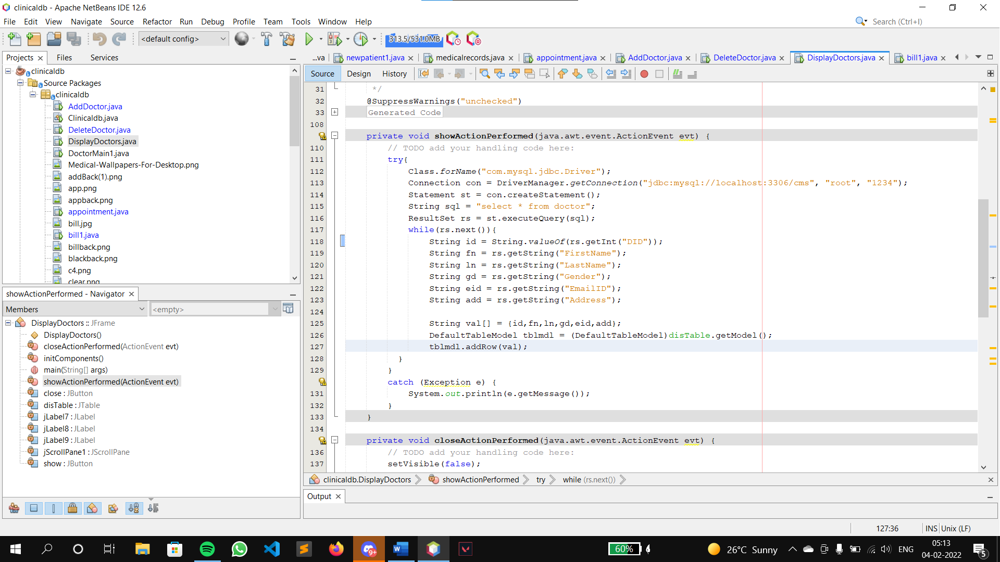 clinicaldb - Apache NetBeans IDE 12.6
File Edit View Navigate Source Refactor Run Debug Profile Team Tools Window Help
Search (Ctrl+I)
<default config>
313.5/531.0MB
Projects Files Services
...va newpatient1.java medicalrecords.java appointment.java AddDoctor.java DeleteDoctor.java DisplayDoctors.java bill1.java
Source Design History
clinicaldb
Source Packages
clinicaldb
AddDoctor.java
Clinicaldb.java
DeleteDoctor.java
DisplayDoctors.java
DoctorMain1.java
Medical-Wallpapers-For-Desktop.png
addBack(1).png
app.png
appback.png
appointment.java
bill.jpg
bill1.java
billback.png
blackback.png
c4.png
clear.png
showActionPerformed - Navigator
Members
<empty>
DisplayDoctors :: JFrame
DisplayDoctors()
closeActionPerformed(ActionEvent evt)
initComponents()
main(String[] args)
showActionPerformed(ActionEvent evt)
close : JButton
disTable : JTable
jLabel7 : JLabel
jLabel8 : JLabel
jLabel9 : JLabel
jScrollPane1 : JScrollPane
show : JButton
31 */
32 @SuppressWarnings("unchecked")
33 Generated Code
108
private void showActionPerformed(java.awt.event.ActionEvent evt) {
110 // TODO add your handling code here:
111 try{
112 Class.forName("com.mysql.jdbc.Driver");
113 Connection con = DriverManager.getConnection("jdbc:mysql://localhost:3306/cms", "root", "1234");
114 Statement st = con.createStatement();
115 String sql = "select * from doctor";
116 ResultSet rs = st.executeQuery(sql);
117 while(rs.next()){
118 String id = String.valueOf(rs.getInt("DID"));
119 String fn = rs.getString("FirstName");
120 String ln = rs.getString("LastName");
121 String gd = rs.getString("Gender");
122 String eid = rs.getString("EmailID");
123 String add = rs.getString("Address");
124
125 String val[] = {id,fn,ln,gd,eid,add};
126 DefaultTableModel tblmdl = (DefaultTableModel)disTable.getModel();
127 tblmdl.addRow(val);
128 }
129 }
catch (Exception e) {
131 System.out.println(e.getMessage());
132 }
133 }
134
private void closeActionPerformed(java.awt.event.ActionEvent evt) {
136 // TODO add your handling code here:
137 setVisible(false);
clinicaldb.DisplayDoctors showActionPerformed try while (rs.next())
Output
127:36 INS Unix (LF)
9+
60%
26°C Sunny
ENG
05:13
04-02-2022
5